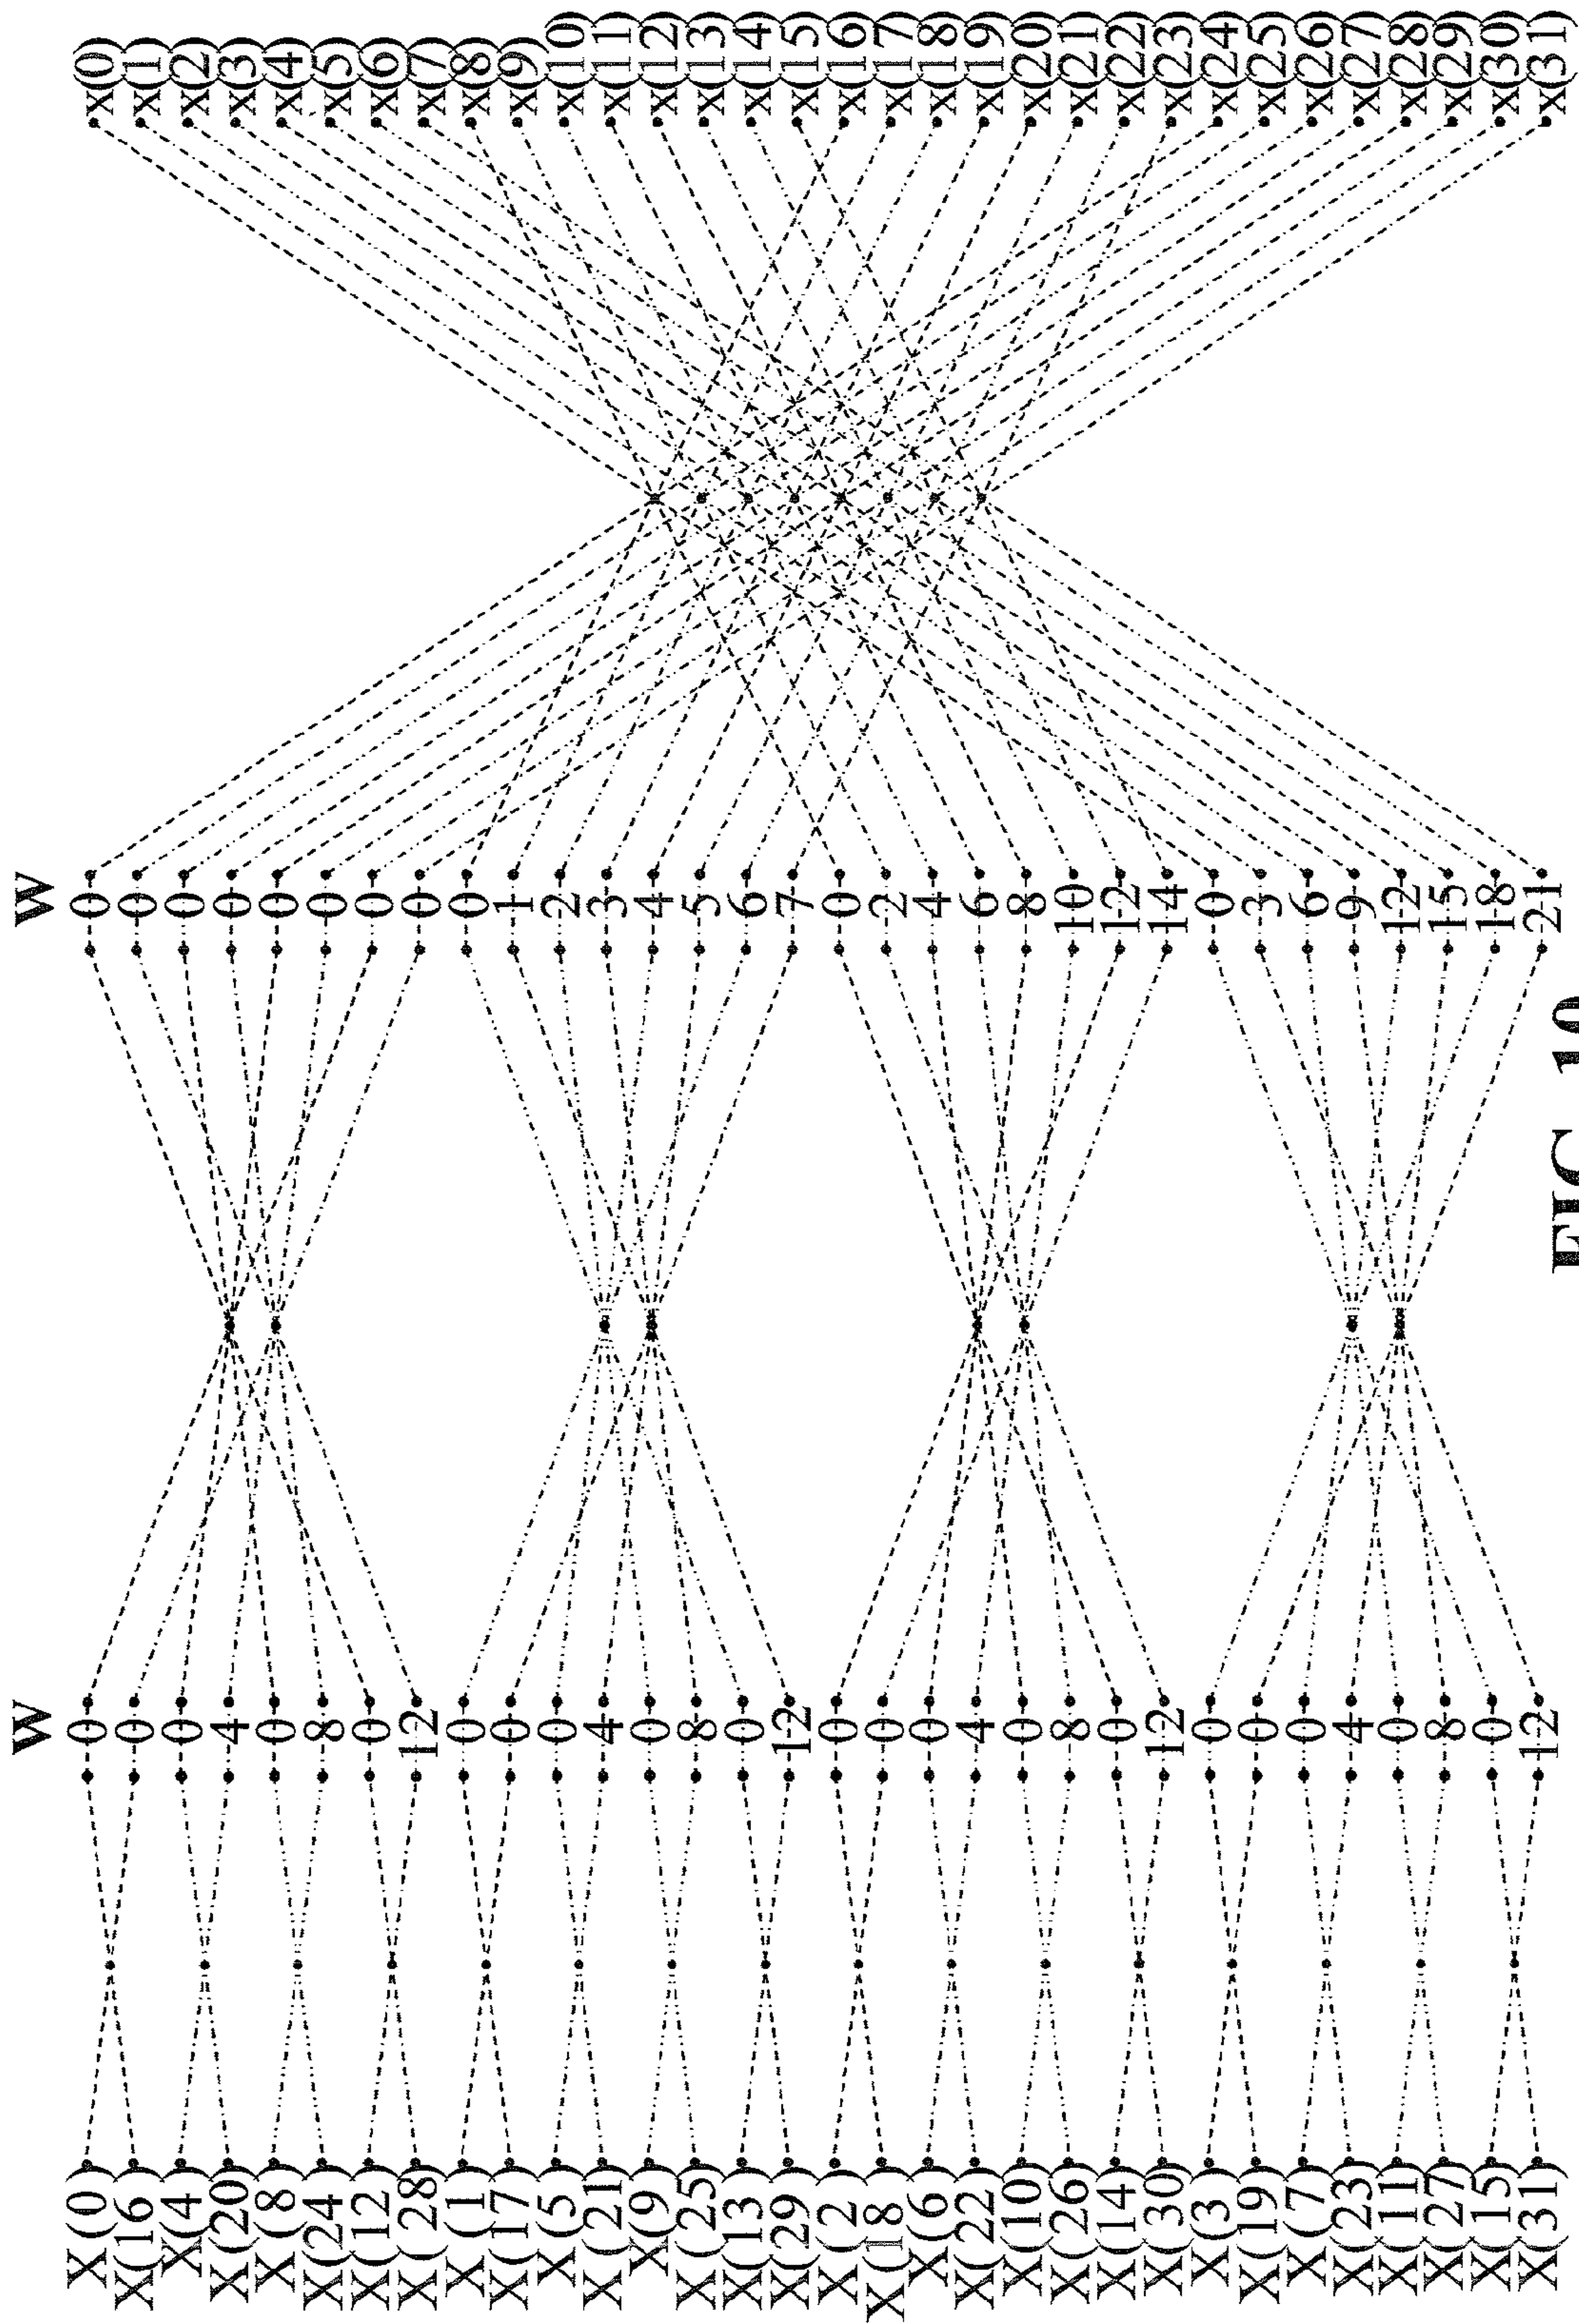 W W
X(0) 0 0 x(0)
X(16) 0 0 x(1)
X(4) 0 0 x(2)
X(20) 4 0 x(3)
X(8) 0 0 x(4)
X(24) 8 0 x(5)
X(12) 0 0 x(6)
X(28) 12 0 x(7)
X(1) 0 0 x(8)
X(17) 0 1 x(9)
X(5) 0 2 x(10)
X(21) 4 3 x(11)
X(9) 0 4 x(12)
X(25) 8 5 x(13)
X(13) 0 6 x(14)
X(29) 12 7 x(15)
X(2) 0 0 x(16)
X(18) 0 2 x(17)
X(6) 0 4 x(18)
X(22) 4 6 x(19)
X(10) 0 8 x(20)
X(26) 8 10 x(21)
X(14) 0 12 x(22)
X(30) 12 14 x(23)
X(3) 0 0 x(24)
X(19) 0 3 x(25)
X(7) 0 6 x(26)
X(23) 4 9 x(27)
X(11) 0 12 x(28)
X(27) 8 15 x(29)
X(15) 0 18 x(30)
X(31) 12 21 x(31)
FIG